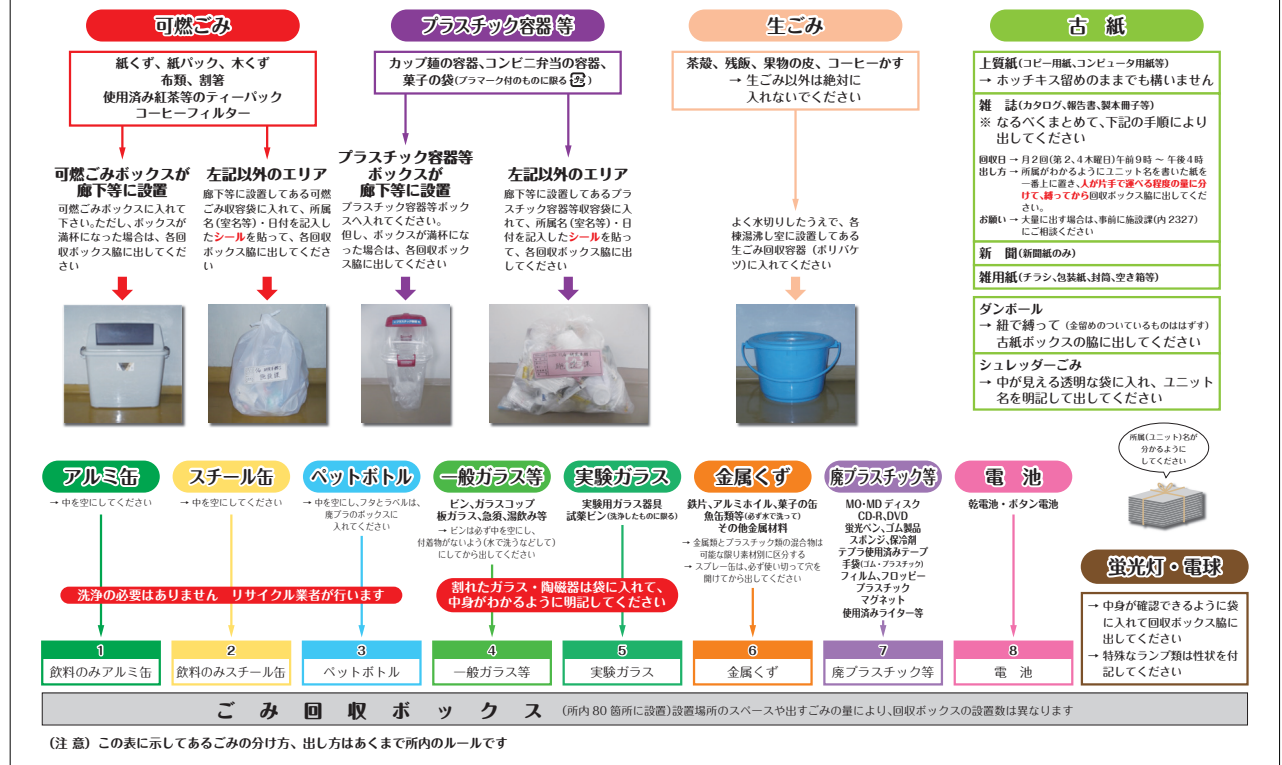 可燃ごみ
紙くず、紙パック、木くず
布類、割箸
使用済み紅茶等のティーパック
コーヒーフィルター
可燃ごみボックスが
廊下等に設置
可燃ごみボックスに入れて
下さい。ただし、ボックスが
満杯になった場合は、各回
収ボックス脇に出してくだ
さい
左記以外のエリア
廊下等に設置してある可燃
ごみ収容袋に入れて、所属
名(室名等)・日付を記入し
たシールを貼って、各回収
ボックス脇に出してくださ
い
プラスチック容器 等
カップ麺の容器、コンビニ弁当の容器、
菓子の袋(プラマーク付のものに限る プラ)
プラスチック容器等
ボックスが
廊下等に設置
プラスチック容器等ボック
スへ入れてください。
但し、ボックスが満杯にな
った場合は、各回収ボック
ス脇に出してください
左記以外のエリア
廊下等に設置してあるプラ
スチック容器等収容袋に入
れて、所属名(室名等)・日
付を記入したシールを貼っ
て、各回収ボックス脇に出
してください
生ごみ
茶殻、残飯、果物の皮、コーヒーかす
→ 生ごみ以外は絶対に
入れないでください
よく水切りしたうえで、各
棟湯沸し室に設置してある
生ごみ回収容器 (ポリバケ
ツ)に入れてください
古 紙
上質紙(コピー用紙、コンピュータ用紙等)
→ ホッチキス留めのままでも構いません
雑 誌(カタログ、報告書、製本冊子等)
※ なるべくまとめて、下記の手順により
出してください
回収日 → 月2回(第2、4木曜日)午前9時 ～ 午後4時
出し方 → 所属がわかるようにユニット名を書いた紙を
一番上に置き、人が片手で運べる程度の量に分
けて、縛ってから回収ボックス脇に出してくだ
さい。
お願い → 大量に出す場合は、事前に施設課(内 2327)
にご相談ください
新 聞(新聞紙のみ)
雑用紙(チラシ、包装紙、封筒、空き箱等)
ダンボール
→ 紐で縛って (金留めのついているものははずす)
古紙ボックスの脇に出してください
シュレッダーごみ
→ 中が見える透明な袋に入れ、ユニット
名を明記して出してください
所属(ユニット)名が
分かるように
してください
アルミ缶
→ 中を空にしてください
スチール缶
→ 中を空にしてください
ペットボトル
→ 中を空にし、フタとラベルは、
廃プラのボックスに
入れてください
洗浄の必要はありません リサイクル業者が行います
一般ガラス等
ビン、ガラスコップ
板ガラス、急須、湯飲み等
→ ビンは必ず中を空にし、
付着物がないよう(水で洗うなどして)
にしてから出してください
実験ガラス
実験用ガラス器具
試薬ビン(洗浄したものに限る)
割れたガラス・陶磁器は袋に入れて、
中身がわかるように明記してください
金属くず
鉄片、アルミホイル、菓子の缶
魚缶類等(必ず水で洗って)
その他金属材料
→ 金属類とプラスチック類の混合物は
可能な限り素材別に区分する
→ スプレー缶は、必ず使い切って穴を
開けてから出してください
廃プラスチック等
MO・MD ディスク
CD-R、DVD
蛍光ペン、ゴム製品
スポンジ、保冷剤
テプラ使用済みテープ
手袋(ゴム・プラスチック)
フィルム、フロッピー
プラスチック
マグネット
使用済みライター等
電 池
乾電池・ボタン電池
蛍光灯・電球
→ 中身が確認できるように袋
に入れて回収ボックス脇に
出してください
→ 特殊なランプ類は性状を付
記してください
1
飲料のみアルミ缶
2
飲料のみスチール缶
3
ペットボトル
4
一般ガラス等
5
実験ガラス
6
金属くず
7
廃プラスチック等
8
電 池
ごみ回収ボックス (所内 80 箇所に設置)設置場所のスペースや出すごみの量により、回収ボックスの設置数は異なります
(注 意) この表に示してあるごみの分け方、出し方はあくまで所内のルールです